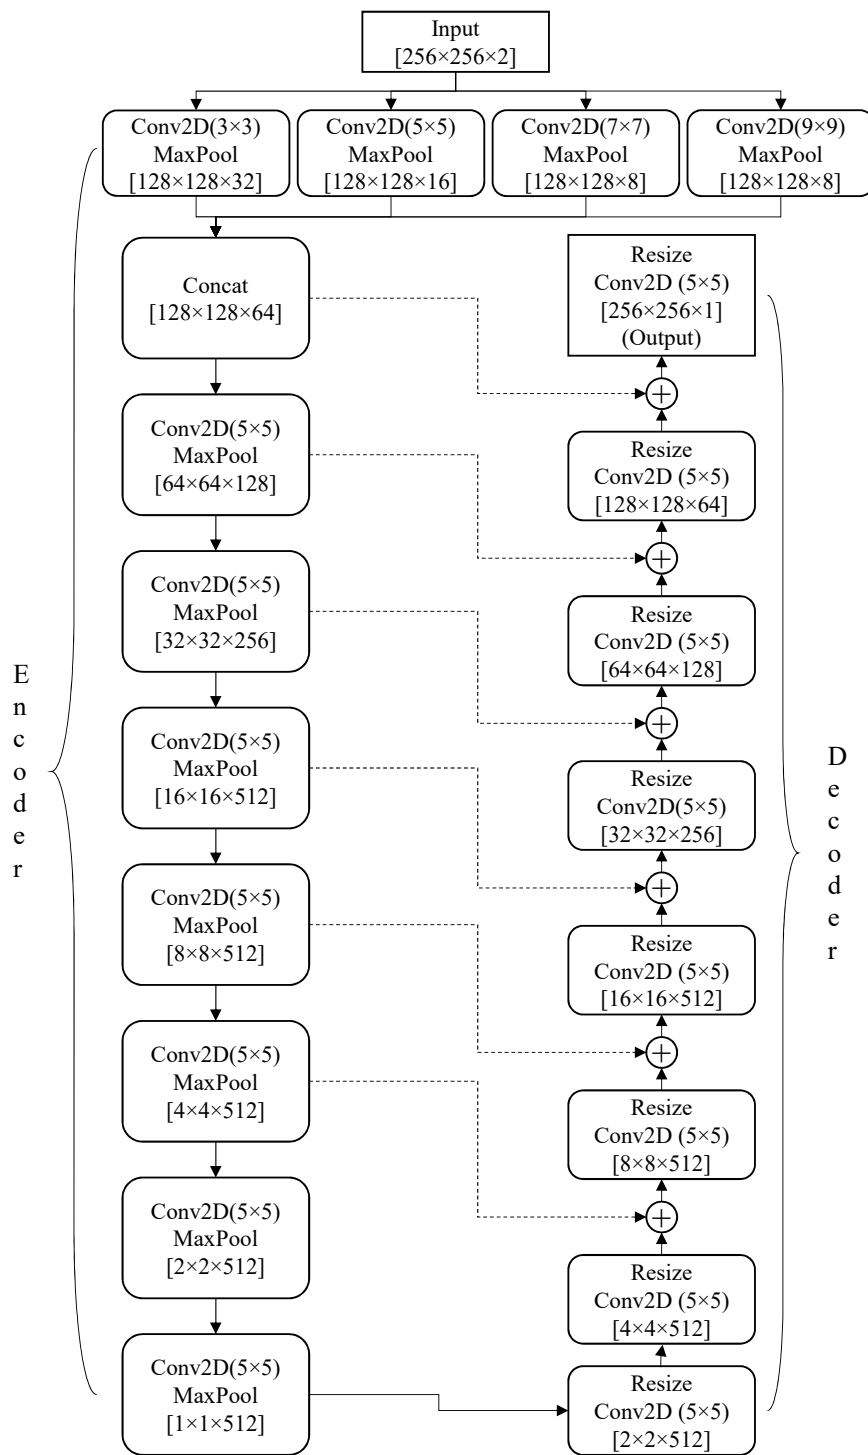 Input
[256×256×2]
Conv2D(3×3)
MaxPool
[128×128×32]
Conv2D(5×5)
MaxPool
[128×128×16]
Conv2D(7×7)
MaxPool
[128×128×8]
Conv2D(9×9)
MaxPool
[128×128×8]
Encoder
Concat
[128×128×64]
Conv2D(5×5)
MaxPool
[64×64×128]
Conv2D(5×5)
MaxPool
[32×32×256]
Conv2D(5×5)
MaxPool
[16×16×512]
Conv2D(5×5)
MaxPool
[8×8×512]
Conv2D(5×5)
MaxPool
[4×4×512]
Conv2D(5×5)
MaxPool
[2×2×512]
Conv2D(5×5)
MaxPool
[1×1×512]
Resize
Conv2D (5×5)
[256×256×1]
(Output)
Resize
Conv2D (5×5)
[128×128×64]
Resize
Conv2D (5×5)
[64×64×128]
Resize
Conv2D(5×5)
[32×32×256]
Resize
Conv2D (5×5)
[16×16×512]
Resize
Conv2D (5×5)
[8×8×512]
Resize
Conv2D (5×5)
[4×4×512]
Resize
Conv2D (5×5)
[2×2×512]
Decoder